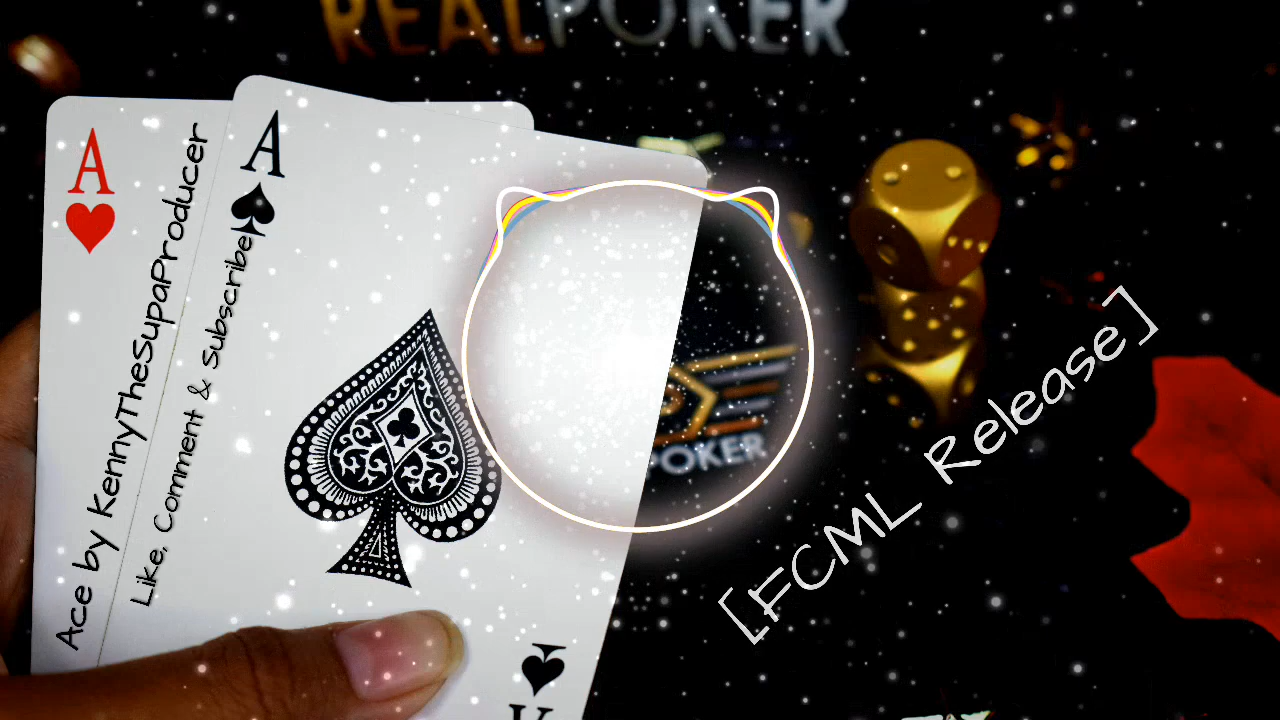 REALPOKER
A
A
Ace by KennyTheSupaProducer
Like, Comment & Subscribe
POKER
[FCML Release]
A